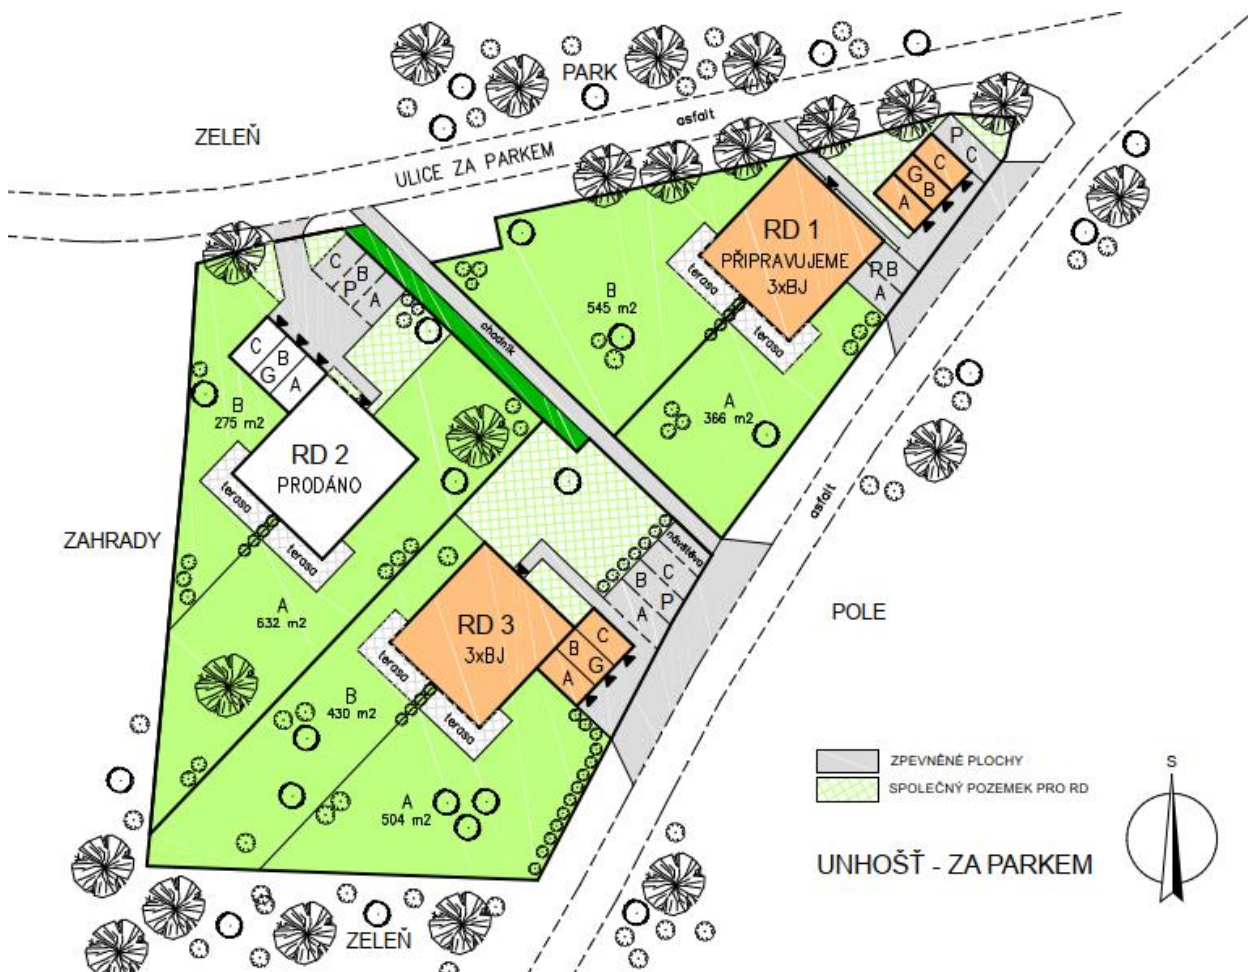 PARK
ZELEŇ
asfalt
ULICE ZA PARKEM
P
C
C
G
B
A
RD 1
PŘIPRAVUJEME
3xBJ
terasa
terasa
P B
A
C
B
P
A
chodník
B
545 m2
C
B
G
A
B
275 m2
A
366 m2
RD 2
PRODÁNO
terasa
terasa
asfalt
ZAHRADY
návštěva
C
B
P
A
A
632 m2
POLE
RD 3
3xBJ
C
B
G
A
terasa
terasa
B
430 m2
A
504 m2
ZPEVNĚNÉ PLOCHY
SPOLEČNÝ POZEMEK PRO RD
S
UNHOŠŤ - ZA PARKEM
ZELEŇ